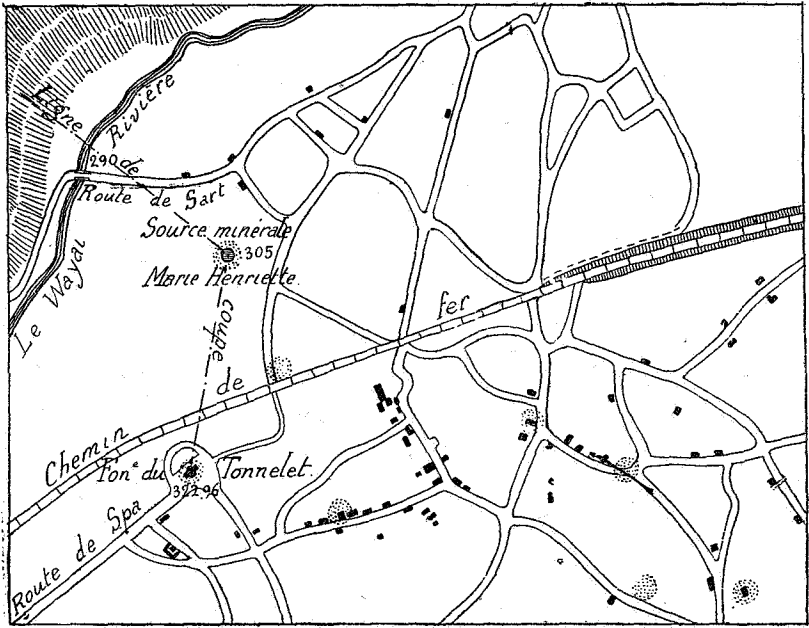 Ligne
de
coupe
Rivière
290
Route de Sart
Source minérale
305
Marie Henriette.
Le Wayai
fer
de
Chemin
Fon.e du Tonnelet.
322,96
Route de Spa